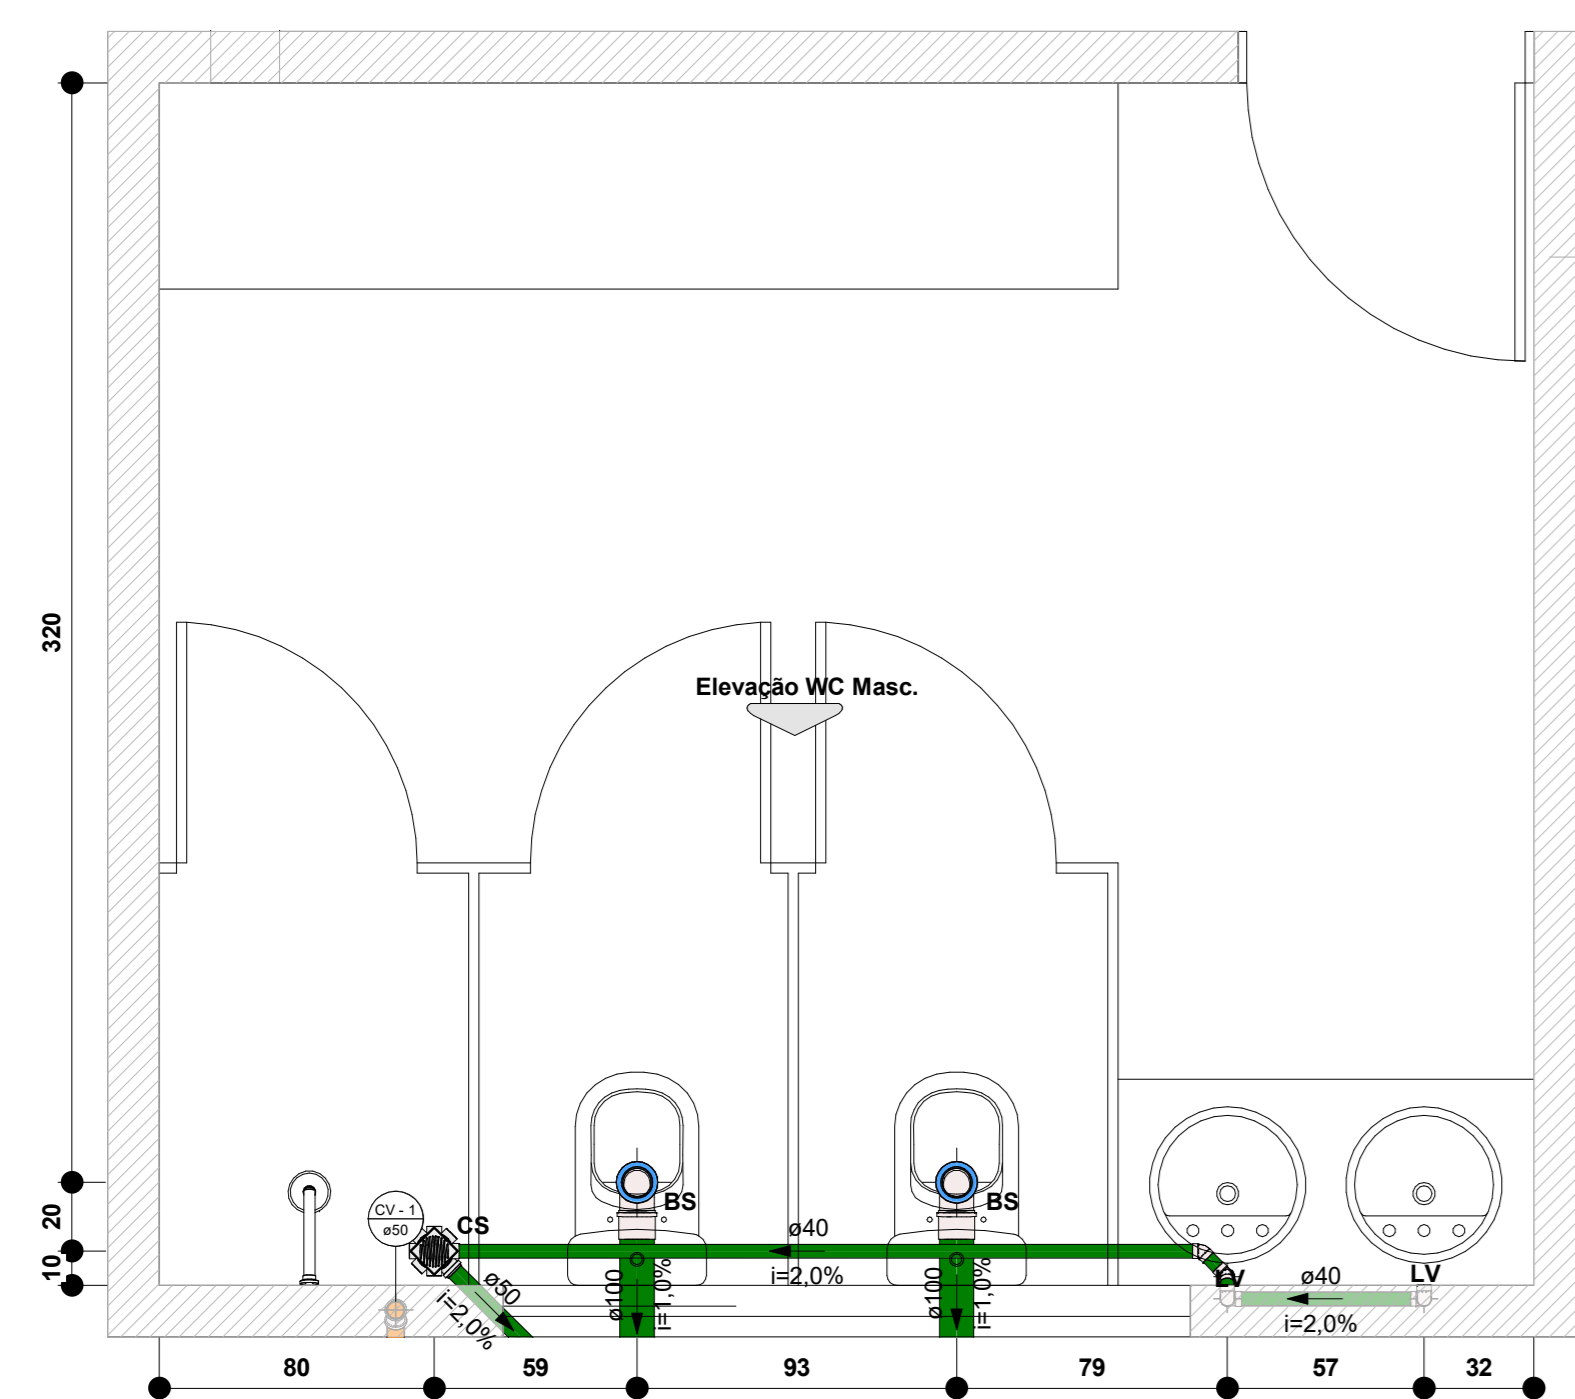 320
Elevação WC Masc.
CV - 1
ø50
CS
BS
BS
ø40
i=2,0%
20
10
ø50
i=2,0%
ø100
i=1,0%
ø100
i=1,0%
LV
ø40
LV
i=2,0%
80
59
93
79
57
32